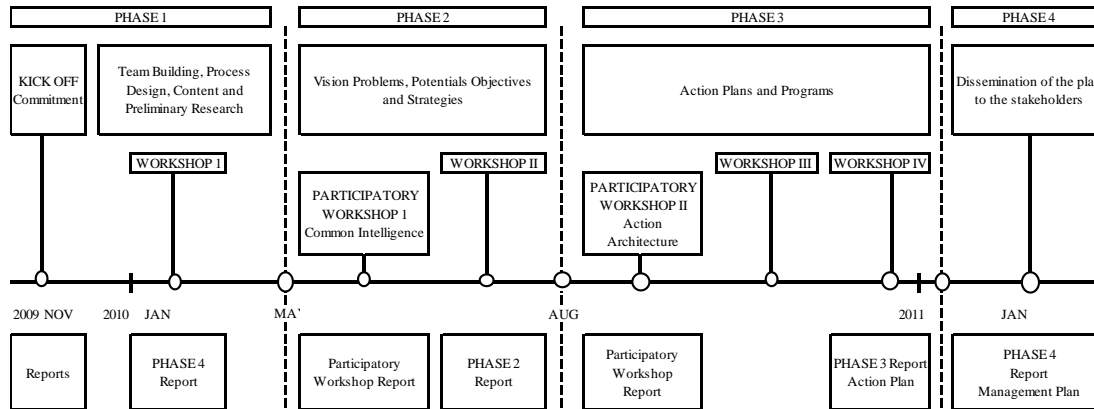 PHASE 1
PHASE 2
PHASE 3
PHASE 4
KICK OFF
Commitment
Team Building, Process
Design, Content and
Preliminary Research
Vision Problems, Potentials Objectives
and Strategies
Action Plans and Programs
Dissemination of the pla
to the stakeholders
WORKSHOP 1
WORKSHOP II
WORKSHOP III
WORKSHOP IV
PARTICIPATORY
WORKSHOP 1
Common Intelligence
PARTICIPATORY
WORKSHOP II
Action
Architecture
2009 NOV
2010 JAN
MA
AUG
2011
JAN
Reports
PHASE 4
Report
Participatory
Workshop Report
PHASE 2
Report
Participatory
Workshop
Report
PHASE 3 Report
Action Plan
PHASE 4
Report
Management Plan